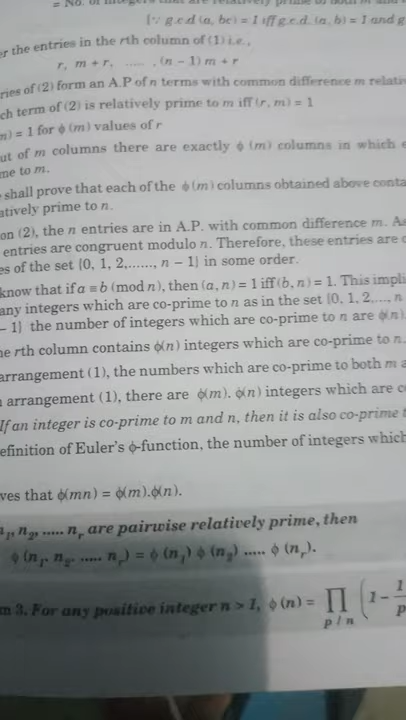 = No. of integers
[∵ g.c.d (a, bc) = 1 iff g.c.d. (a, b) = 1 and g
er the entries in the rth column of (1) i.e.,
r, m + r, ..... , (n – 1) m + r
ries of (2) form an A.P of n terms with common difference m relati
ch term of (2) is relatively prime to m iff (r, m) = 1
n) = 1 for ϕ (m) values of r
ut of m columns there are exactly ϕ (m) columns in which e
me to m.
shall prove that each of the ϕ(m) columns obtained above conta
atively prime to n.
on (2), the n entries are in A.P. with common difference m. As
entries are congruent modulo n. Therefore, these entries are c
es of the set {0, 1, 2,......, n – 1} in some order.
know that if a ≡ b (mod n), then (a, n) = 1 iff (b, n) = 1. This impli
any integers which are co-prime to n as in the set {0, 1, 2,..., n
– 1} the number of integers which are co-prime to n are ϕ(n)
he rth column contains ϕ(n) integers which are co-prime to n.
arrangement (1), the numbers which are co-prime to both m a
arrangement (1), there are ϕ(m). ϕ(n) integers which are c
If an integer is co-prime to m and n, then it is also co-prime t
efinition of Euler's ϕ-function, the number of integers which
ves that ϕ(mn) = ϕ(m).ϕ(n).
n₁, n₂, ..... nᵣ are pairwise relatively prime, then
ϕ (n₁. n₂. ..... nᵣ) = ϕ (n₁) ϕ (n₂) ..... ϕ (nᵣ).
m 3. For any positive integer n > 1, ϕ (n) = ∏ (1 – 1
p / n p